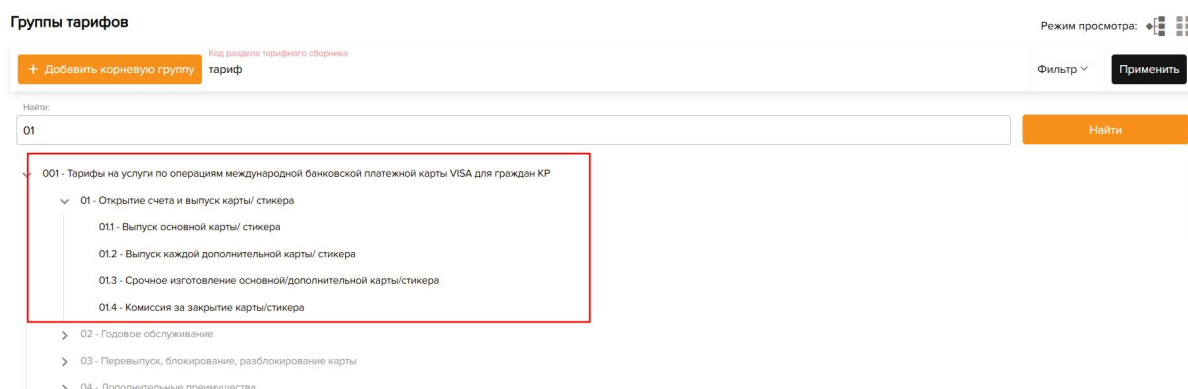 Группы тарифов
Режим просмотра:
+ Добавить корневую группу
Код раздела тарифного сборника
тариф
Фильтр
Применить
Найти:
01
Найти
001 - Тарифы на услуги по операциям международной банковской платежной карты VISA для граждан КР
01 - Открытие счета и выпуск карты/ стикера
01.1 - Выпуск основной карты/ стикера
01.2 - Выпуск каждой дополнительной карты/ стикера
01.3 - Срочное изготовление основной/дополнительной карты/стикера
01.4 - Комиссия за закрытие карты/стикера
02 - Годовое обслуживание
03 - Перевыпуск, блокирование, разблокирование карты
04 - Дополнительные преимущества